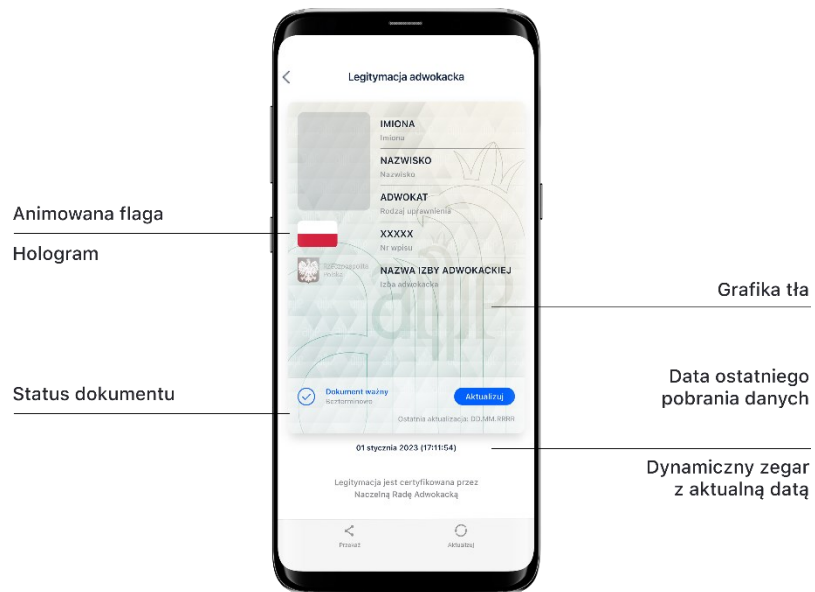 Legitymacja adwokacka
IMIONA
Imiona
NAZWISKO
Nazwisko
ADWOKAT
Rodzaj uprawnienia
XXXXX
Nr wpisu
NAZWA IZBY ADWOKACKIEJ
Izba adwokacka
Rzeczpospolita
Dokument ważny
Bezterminowo
Aktualizuj
Ostatnia aktualizacja: DD.MM.RRRR
01 stycznia 2023 (17:11:54)
Legitymacja jest certyfikowana przez
Naczelną Radę Adwokacką
Aktualizuj
Animowana flaga
Hologram
Status dokumentu
Grafika tła
Data ostatniego
pobrania danych
Dynamiczny zegar
z aktualną datą